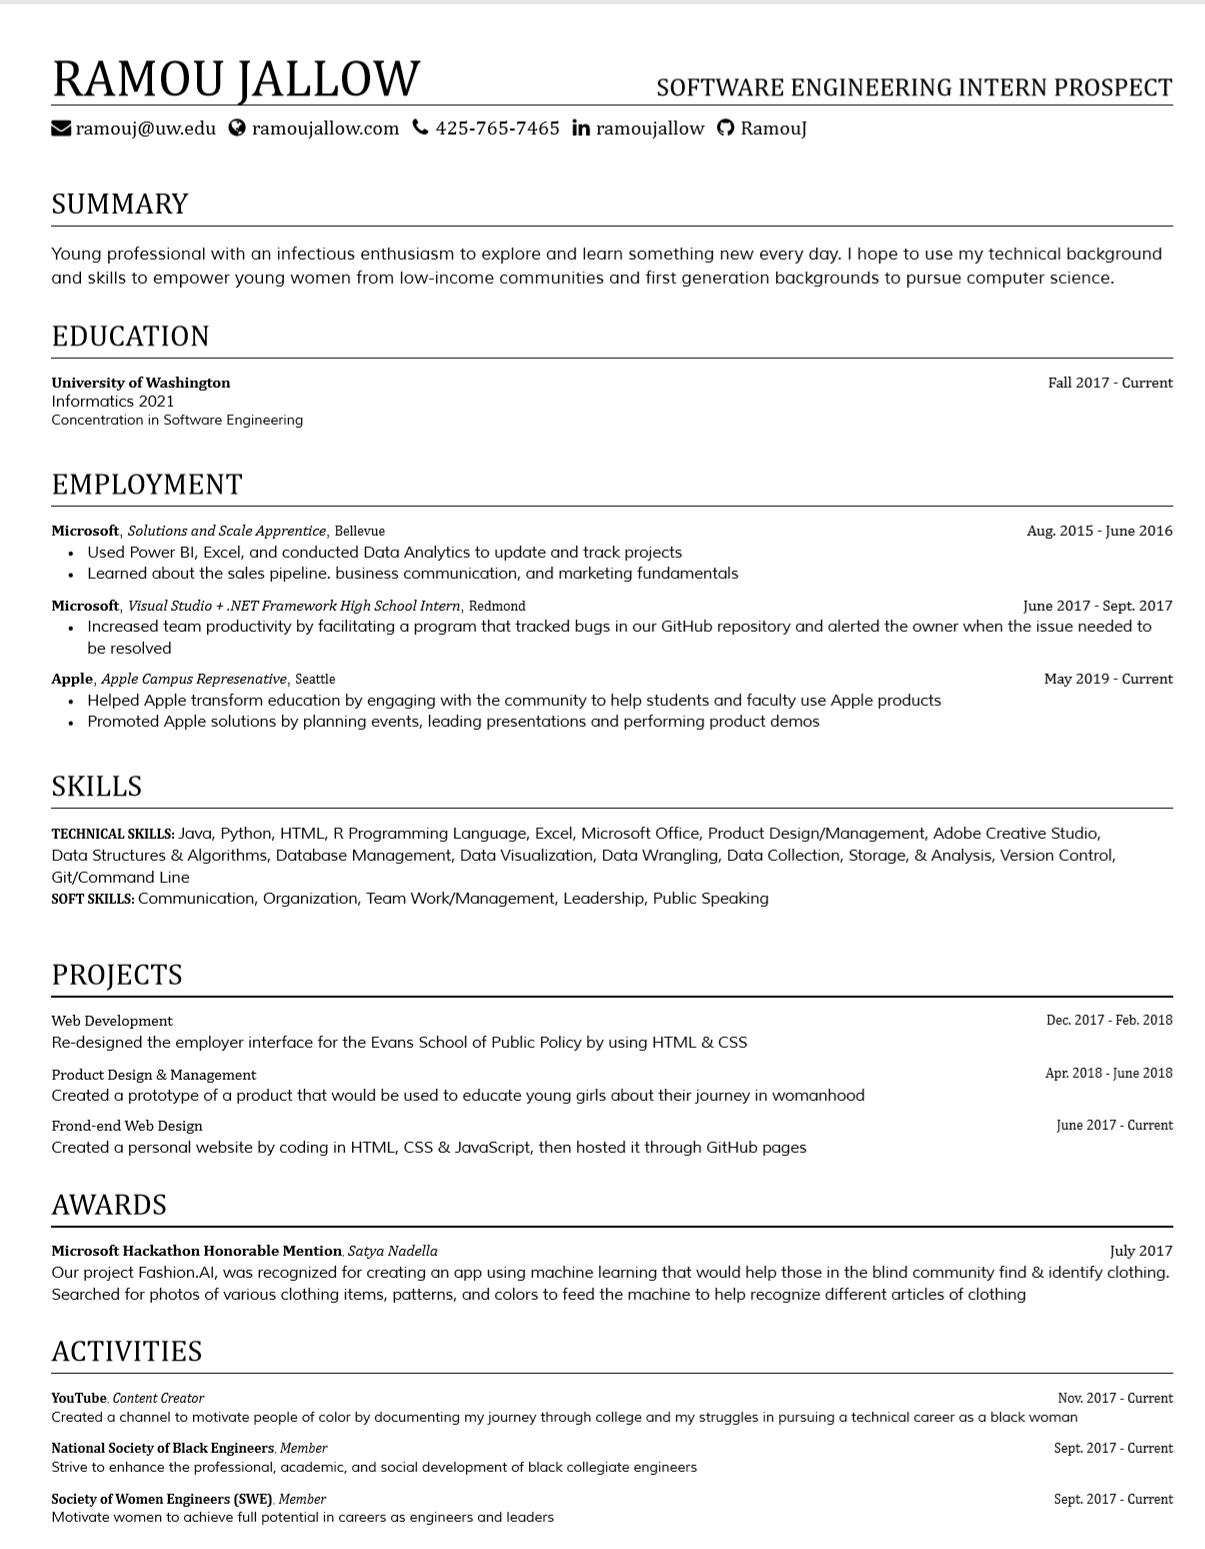 RAMOU JALLOW
SOFTWARE ENGINEERING INTERN PROSPECT
ramouj@uw.edu ramoujallow.com 425-765-7465 ramoujallow RamouJ
SUMMARY
Young professional with an infectious enthusiasm to explore and learn something new every day. I hope to use my technical background
and skills to empower young women from low-income communities and first generation backgrounds to pursue computer science.
EDUCATION
University of Washington Fall 2017 - Current
Informatics 2021
Concentration in Software Engineering
EMPLOYMENT
Microsoft, Solutions and Scale Apprentice, Bellevue Aug. 2015 - June 2016
• Used Power BI, Excel, and conducted Data Analytics to update and track projects
• Learned about the sales pipeline. business communication, and marketing fundamentals
Microsoft, Visual Studio + .NET Framework High School Intern, Redmond June 2017 - Sept. 2017
• Increased team productivity by facilitating a program that tracked bugs in our GitHub repository and alerted the owner when the issue needed to
be resolved
Apple, Apple Campus Represenative, Seattle May 2019 - Current
• Helped Apple transform education by engaging with the community to help students and faculty use Apple products
• Promoted Apple solutions by planning events, leading presentations and performing product demos
SKILLS
TECHNICAL SKILLS: Java, Python, HTML, R Programming Language, Excel, Microsoft Office, Product Design/Management, Adobe Creative Studio,
Data Structures & Algorithms, Database Management, Data Visualization, Data Wrangling, Data Collection, Storage, & Analysis, Version Control,
Git/Command Line
SOFT SKILLS: Communication, Organization, Team Work/Management, Leadership, Public Speaking
PROJECTS
Web Development Dec. 2017 - Feb. 2018
Re-designed the employer interface for the Evans School of Public Policy by using HTML & CSS
Product Design & Management Apr. 2018 - June 2018
Created a prototype of a product that would be used to educate young girls about their journey in womanhood
Frond-end Web Design June 2017 - Current
Created a personal website by coding in HTML, CSS & JavaScript, then hosted it through GitHub pages
AWARDS
Microsoft Hackathon Honorable Mention, Satya Nadella July 2017
Our project Fashion.AI, was recognized for creating an app using machine learning that would help those in the blind community find & identify clothing.
Searched for photos of various clothing items, patterns, and colors to feed the machine to help recognize different articles of clothing
ACTIVITIES
YouTube, Content Creator Nov. 2017 - Current
Created a channel to motivate people of color by documenting my journey through college and my struggles in pursuing a technical career as a black woman
National Society of Black Engineers, Member Sept. 2017 - Current
Strive to enhance the professional, academic, and social development of black collegiate engineers
Society of Women Engineers (SWE), Member Sept. 2017 - Current
Motivate women to achieve full potential in careers as engineers and leaders